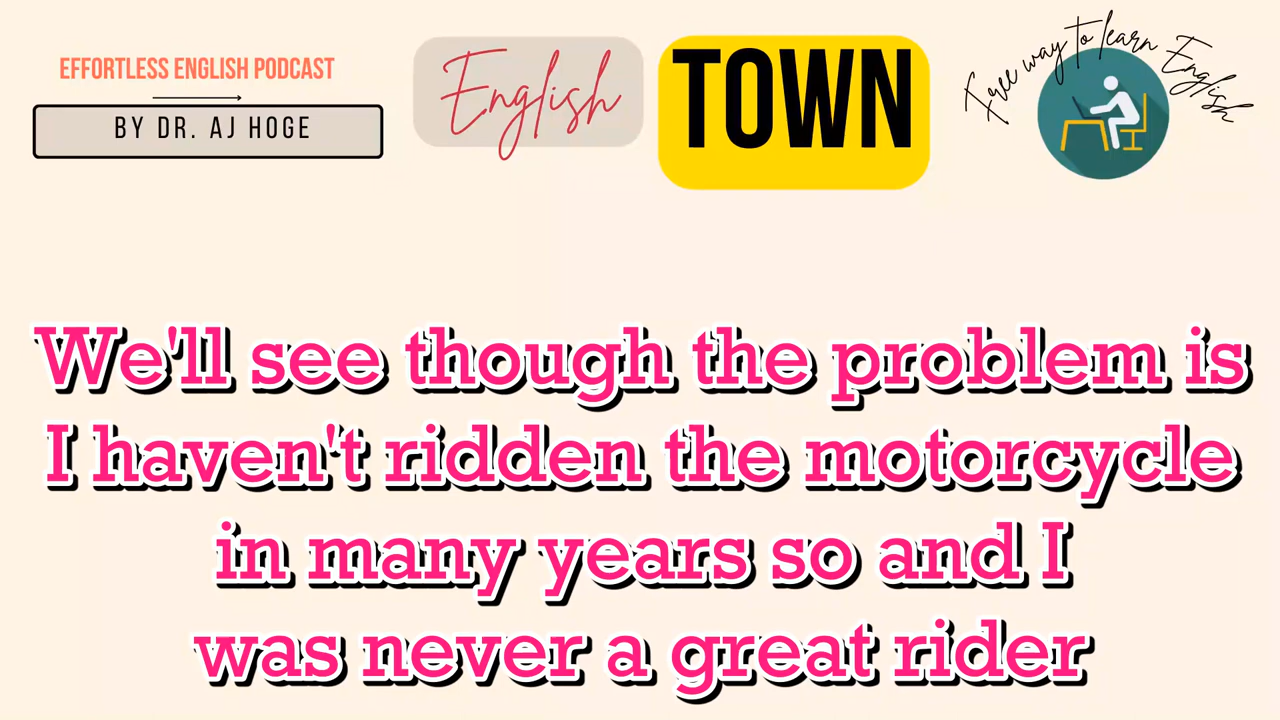 EFFORTLESS ENGLISH PODCAST
BY DR. AJ HOGE
English
TOWN
Free way to learn English
We'll see though the problem is
I haven't ridden the motorcycle
in many years so and I
was never a great rider